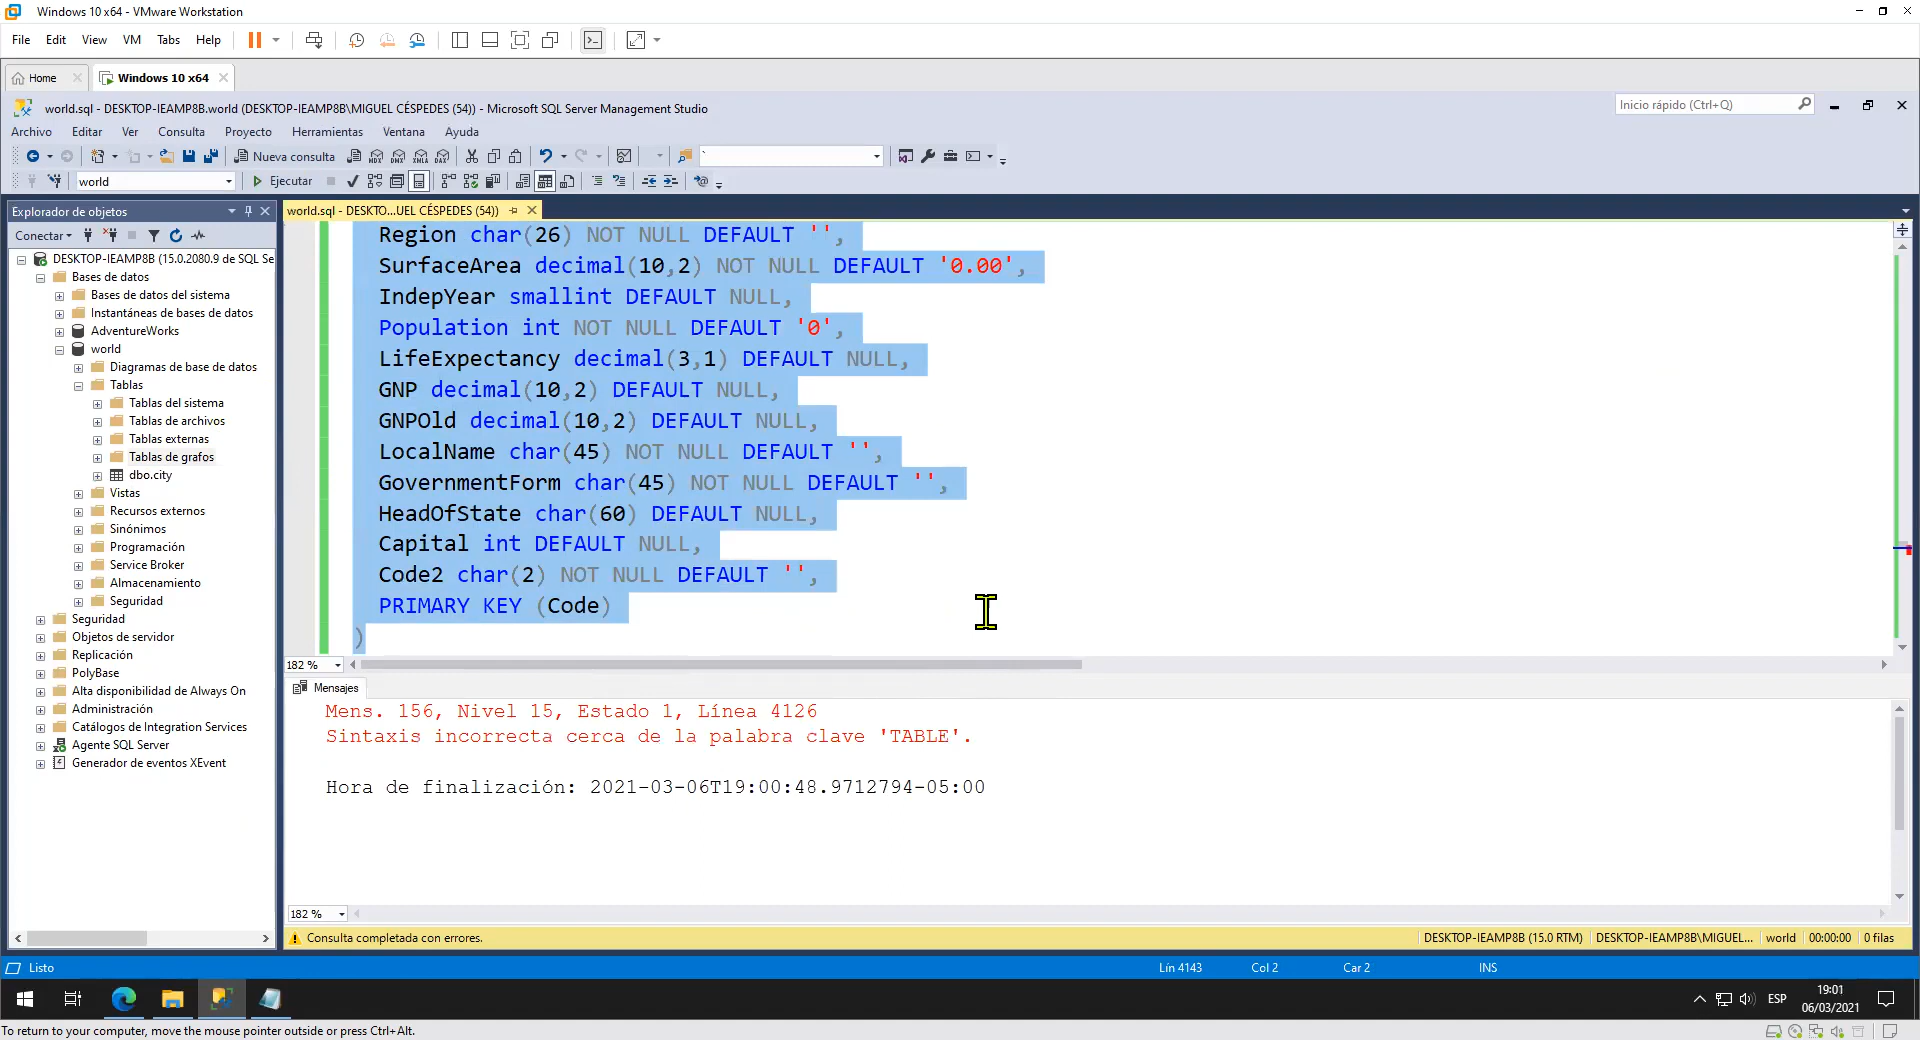 Windows 10 x64 - VMware Workstation
File Edit View VM Tabs Help
Home
Windows 10 x64
world.sql - DESKTOP-IEAMP8B.world (DESKTOP-IEAMP8B\MIGUEL CÉSPEDES (54)) - Microsoft SQL Server Management Studio
Inicio rápido (Ctrl+Q)
Archivo Editar Ver Consulta Proyecto Herramientas Ventana Ayuda
Nueva consulta
MDX DMX XMLA DAX
world
Ejecutar
Explorador de objetos
Conectar
DESKTOP-IEAMP8B (15.0.2080.9 de SQL Se
Bases de datos
Bases de datos del sistema
Instantáneas de bases de datos
AdventureWorks
world
Diagramas de base de datos
Tablas
Tablas del sistema
Tablas de archivos
Tablas externas
Tablas de grafos
dbo.city
Vistas
Recursos externos
Sinónimos
Programación
Service Broker
Almacenamiento
Seguridad
Seguridad
Objetos de servidor
Replicación
PolyBase
Alta disponibilidad de Always On
Administración
Catálogos de Integration Services
Agente SQL Server
Generador de eventos XEvent
world.sql - DESKTO...UEL CÉSPEDES (54))
Region char(26) NOT NULL DEFAULT '',
SurfaceArea decimal(10,2) NOT NULL DEFAULT '0.00',
IndepYear smallint DEFAULT NULL,
Population int NOT NULL DEFAULT '0',
LifeExpectancy decimal(3,1) DEFAULT NULL,
GNP decimal(10,2) DEFAULT NULL,
GNPOld decimal(10,2) DEFAULT NULL,
LocalName char(45) NOT NULL DEFAULT '',
GovernmentForm char(45) NOT NULL DEFAULT '',
HeadOfState char(60) DEFAULT NULL,
Capital int DEFAULT NULL,
Code2 char(2) NOT NULL DEFAULT '',
PRIMARY KEY (Code)
)
182 %
Mensajes
Mens. 156, Nivel 15, Estado 1, Línea 4126
Sintaxis incorrecta cerca de la palabra clave 'TABLE'.
Hora de finalización: 2021-03-06T19:00:48.9712794-05:00
182 %
Consulta completada con errores.
DESKTOP-IEAMP8B (15.0 RTM) DESKTOP-IEAMP8B\MIGUEL... world 00:00:00 0 filas
Listo
Lín 4143 Col 2 Car 2 INS
ESP
19:01
06/03/2021
To return to your computer, move the mouse pointer outside or press Ctrl+Alt.